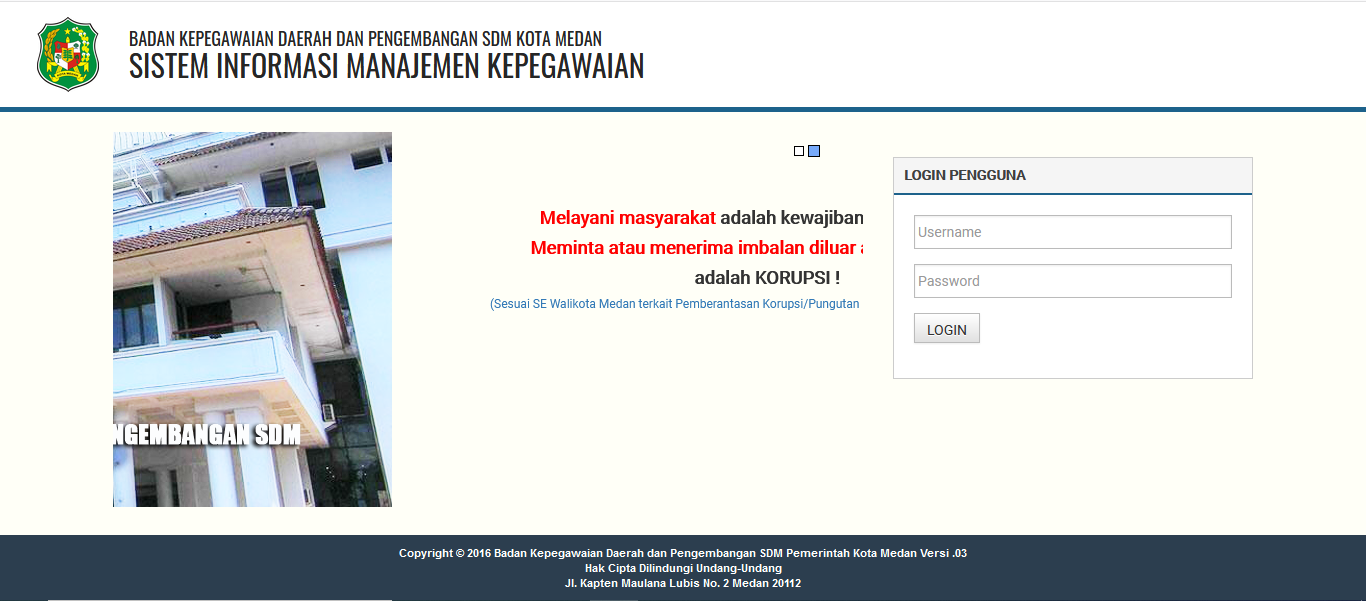 BADAN KEPEGAWAIAN DAERAH DAN PENGEMBANGAN SDM KOTA MEDAN
SISTEM INFORMASI MANAJEMEN KEPEGAWAIAN
LOGIN PENGGUNA
Melayani masyarakat adalah kewajiban
Username
Meminta atau menerima imbalan diluar
adalah KORUPSI !
Password
(Sesuai SE Walikota Medan terkait Pemberantasan Korupsi/Pungutan
LOGIN
NGEMBANGAN SDM
Copyright © 2016 Badan Kepegawaian Daerah dan Pengembangan SDM Pemerintah Kota Medan Versi .03
Hak Cipta Dilindungi Undang-Undang
Jl. Kapten Maulana Lubis No. 2 Medan 20112